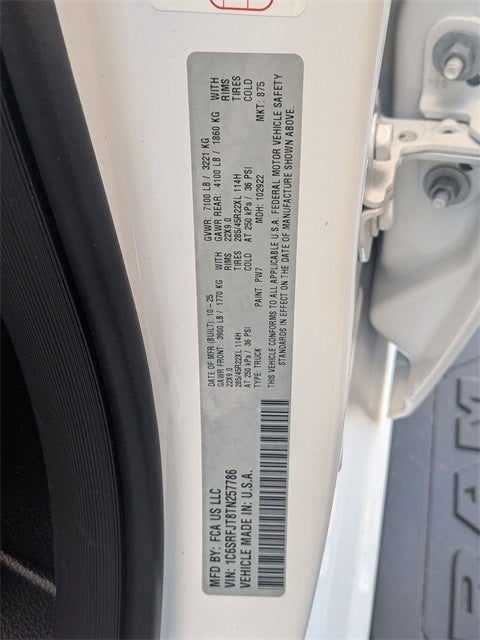 MFD BY: FCA US LLC
VIN: 1C6SRFJT8TN257786
VEHICLE MADE IN: U.S.A.
DATE OF MFR (BUILT): 10-25 GVWR: 7100 LB / 3221 KG
GAWR FRONT: 3900 LB / 1770 KG WITH GAWR REAR: 4100 LB / 1860 KG WITH
22X9.0 RIMS 22X9.0 RIMS
285/45R22XL 114H TIRES 285/45R22XL 114H TIRES
AT 250 kPa / 36 PSI COLD AT 250 kPa / 36 PSI COLD
TYPE: TRUCK PAINT: PW7 MDH: 102922 MKT: 875
THIS VEHICLE CONFORMS TO ALL APPLICABLE U.S.A. FEDERAL MOTOR VEHICLE SAFETY
STANDARDS IN EFFECT ON THE DATE OF MANUFACTURE SHOWN ABOVE.
RAM